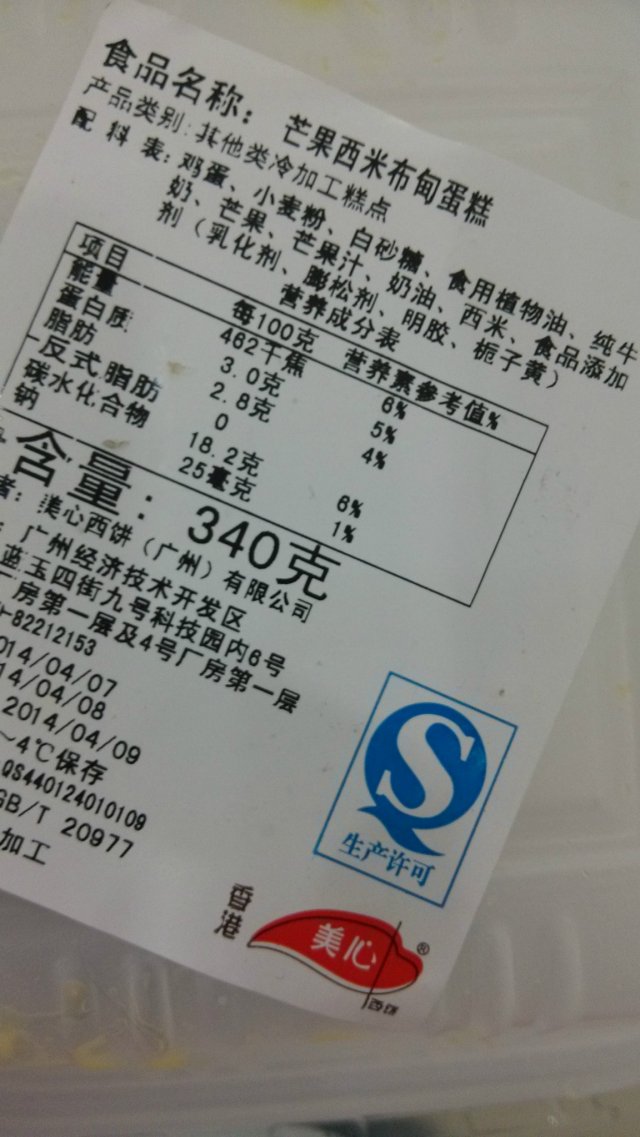 食品名称: 芒果西米布甸蛋糕
产品类别:其他类冷加工糕点
配 料 表:鸡蛋、小麦粉、白砂糖、食用植物油、纯牛
奶、芒果、芒果汁、奶油、西米、食品添加
剂（乳化剂、膨松剂、明胶、栀子黄）
营养成分表
项目 每100克 营养素参考值%
能量 462千焦 6%
蛋白质 3.0克 5%
脂肪 2.8克 4%
-反式脂肪 0
碳水化合物 18.2克 6%
钠 25毫克 1%
含量: 340克
者: 美心西饼（广州）有限公司
广州经济技术开发区
蓝玉四街九号科技园内6号
厂房第一层及4号厂房第一层
82212153
014/04/07
14/04/08
2014/04/09
～4℃保存
QS440124010109
GB/T 20977
加工
S
生产许可
香港
美心®
西饼